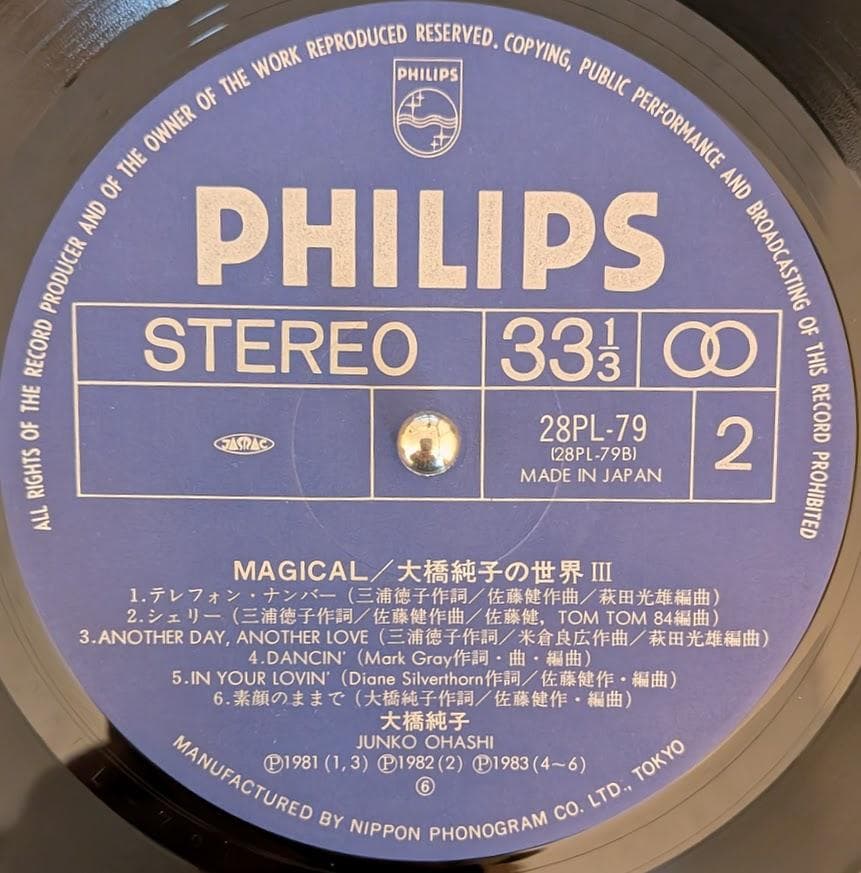 ALL RIGHTS OF THE RECORD PRODUCER AND OF THE OWNER OF THE WORK REPRODUCED RESERVED. COPYING, PUBLIC PERFORMANCE AND BROADCASTING OF THIS RECORD PROHIBITED
PHILIPS
PHILIPS
STEREO 33 1/3
JASRAC
28PL-79
(28PL-79B)
MADE IN JAPAN
2
MAGICAL/大橋純子の世界 III
1.テレフォン・ナンバー(三浦徳子作詞/佐藤健作曲/萩田光雄編曲)
2.シェリー(三浦徳子作詞/佐藤健作曲/佐藤健, TOM TOM 84編曲)
3.ANOTHER DAY, ANOTHER LOVE(三浦徳子作詞/米倉良広作曲/萩田光雄編曲)
4.DANCIN'(Mark Gray作詞・曲・編曲)
5.IN YOUR LOVIN'(Diane Silverthorn作詞/佐藤健作・編曲)
6.素顔のままで(大橋純子作詞/佐藤健作・編曲)
大橋純子
JUNKO OHASHI
Ⓟ1981(1,3) Ⓟ1982(2) Ⓟ1983(4~6)
⑥
MANUFACTURED BY NIPPON PHONOGRAM CO. LTD., TOKYO